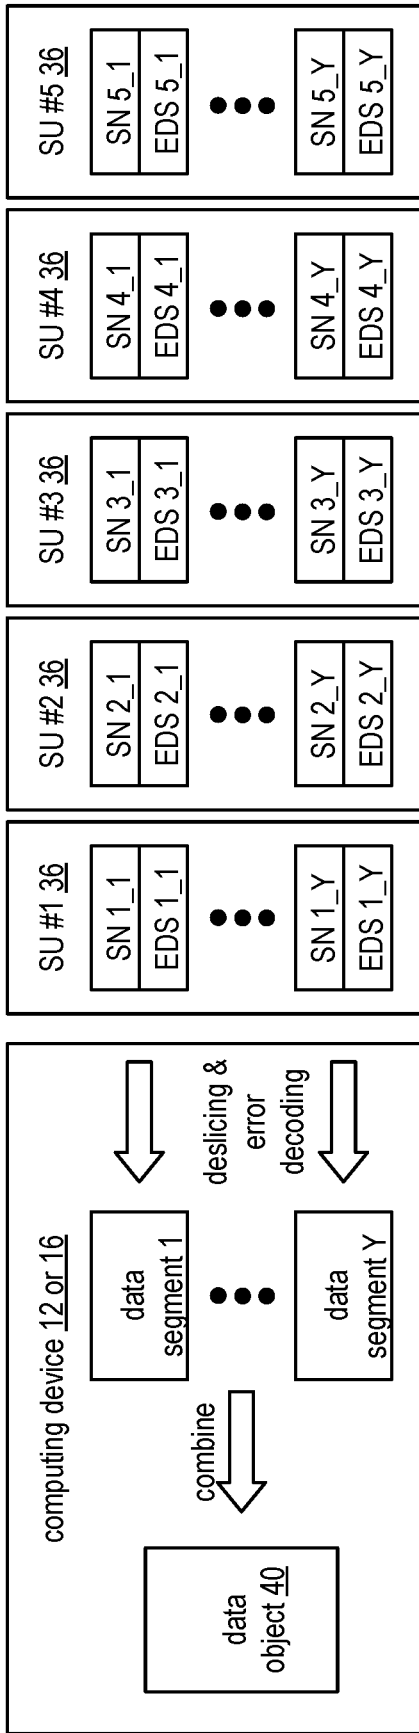 computing device 12 or 16
data
object 40
combine
data
segment 1
data
segment Y
deslicing &
error
decoding
SU #1 36
SN 1_1
EDS 1_1
SN 1_Y
EDS 1_Y
SU #2 36
SN 2_1
EDS 2_1
SN 2_Y
EDS 2_Y
SU #3 36
SN 3_1
EDS 3_1
SN 3_Y
EDS 3_Y
SU #4 36
SN 4_1
EDS 4_1
SN 4_Y
EDS 4_Y
SU #5 36
SN 5_1
EDS 5_1
SN 5_Y
EDS 5_Y